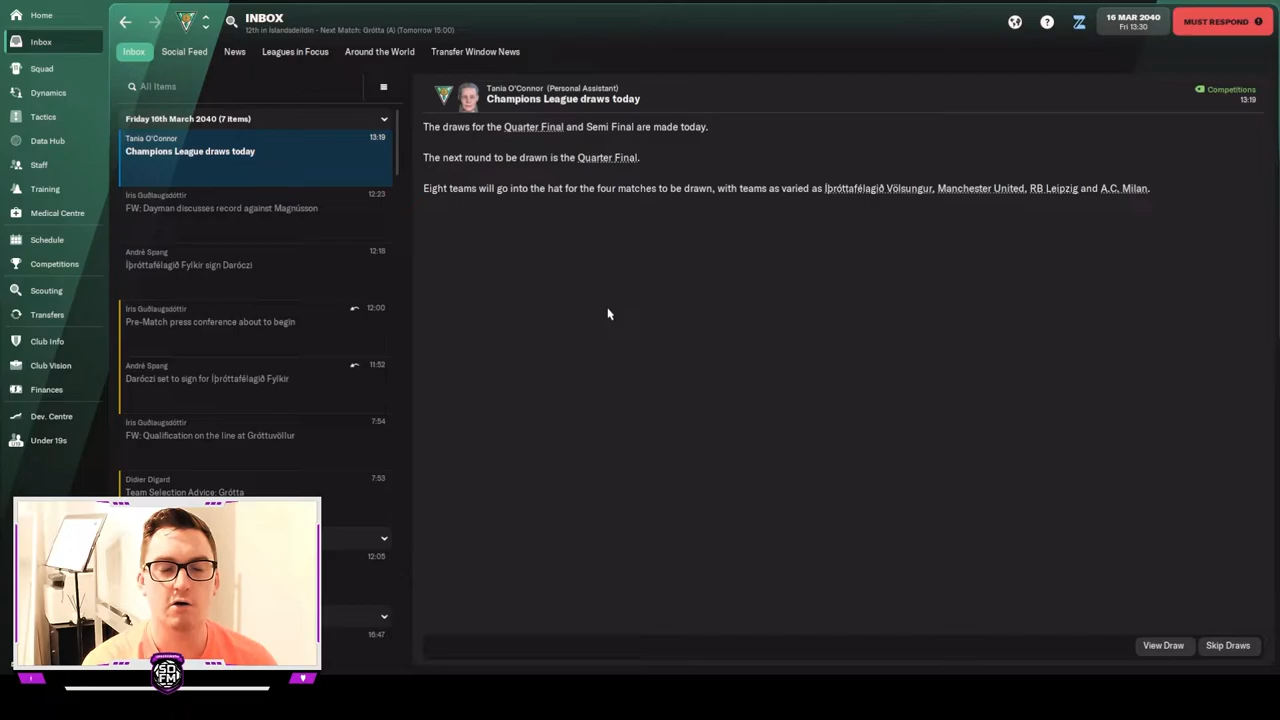 Home
Inbox
Squad
Dynamics
Tactics
Data Hub
Staff
Training
Medical Centre
Schedule
Competitions
Scouting
Transfers
Club Info
Club Vision
Finances
Dev. Centre
Under 19s
INBOX
12th in Íslandsdeildin - Next Match: Grótta (A) (Tomorrow 15:00)
16 MAR 2040
Fri 13:30
MUST RESPOND
Inbox
Social Feed
News
Leagues in Focus
Around the World
Transfer Window News
All Items
Friday 16th March 2040 (7 items)
Tania O'Connor 13:19
Champions League draws today
Íris Guðlaugsdóttir 12:23
FW: Dayman discusses record against Magnússon
André Spang 12:18
Íþróttafélagið Fylkir sign Daróczi
Íris Guðlaugsdóttir 12:00
Pre-Match press conference about to begin
André Spang 11:52
Daróczi set to sign for Íþróttafélagið Fylkir
Íris Guðlaugsdóttir 7:54
FW: Qualification on the line at Gróttuvöllur
Didier Digard 7:53
Team Selection Advice: Grótta
12:05
16:47
Tania O'Connor (Personal Assistant)
Champions League draws today
Competitions
13:19
The draws for the Quarter Final and Semi Final are made today.
The next round to be drawn is the Quarter Final.
Eight teams will go into the hat for the four matches to be drawn, with teams as varied as Íþróttafélagið Völsungur, Manchester United, RB Leipzig and A.C. Milan.
View Draw
Skip Draws
SDFM